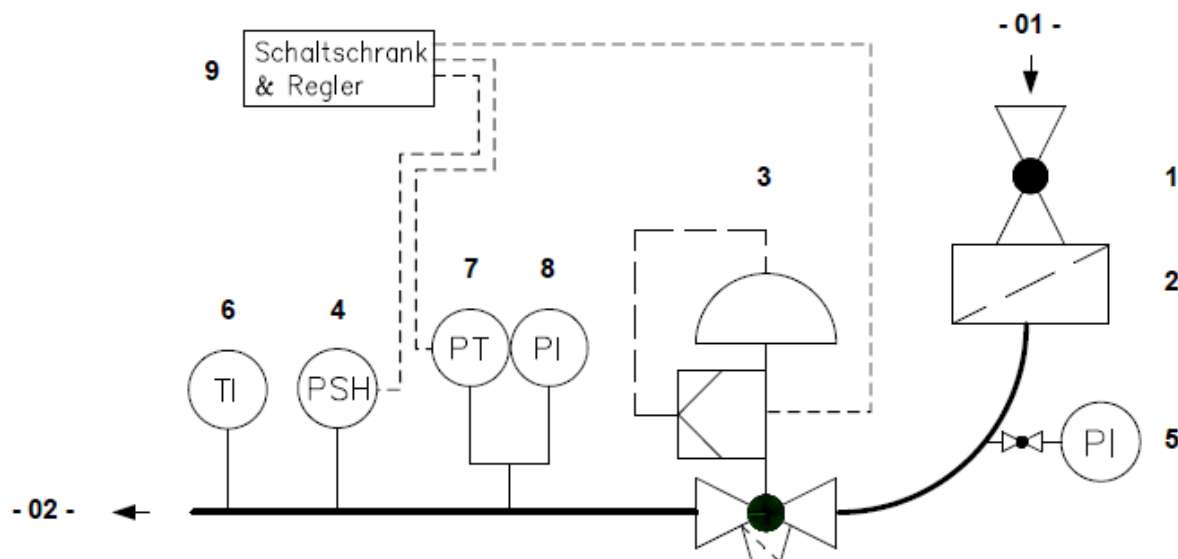 - 01 -
9
Schaltschrank
& Regler
3
1
7
8
2
6
4
PT
PI
TI
PSH
PI
5
- 02 -